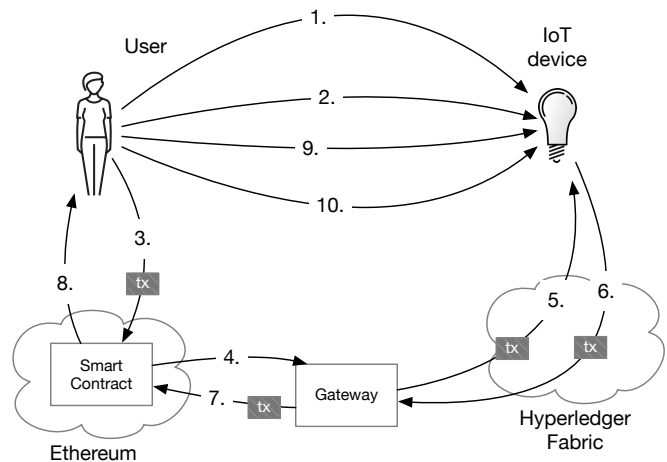 1.
User
IoT
device
2.
9.
10.
3.
8.
tx
5.
6.
Smart
Contract
4.
tx
tx
7.
tx
Gateway
Ethereum
Hyperledger
Fabric